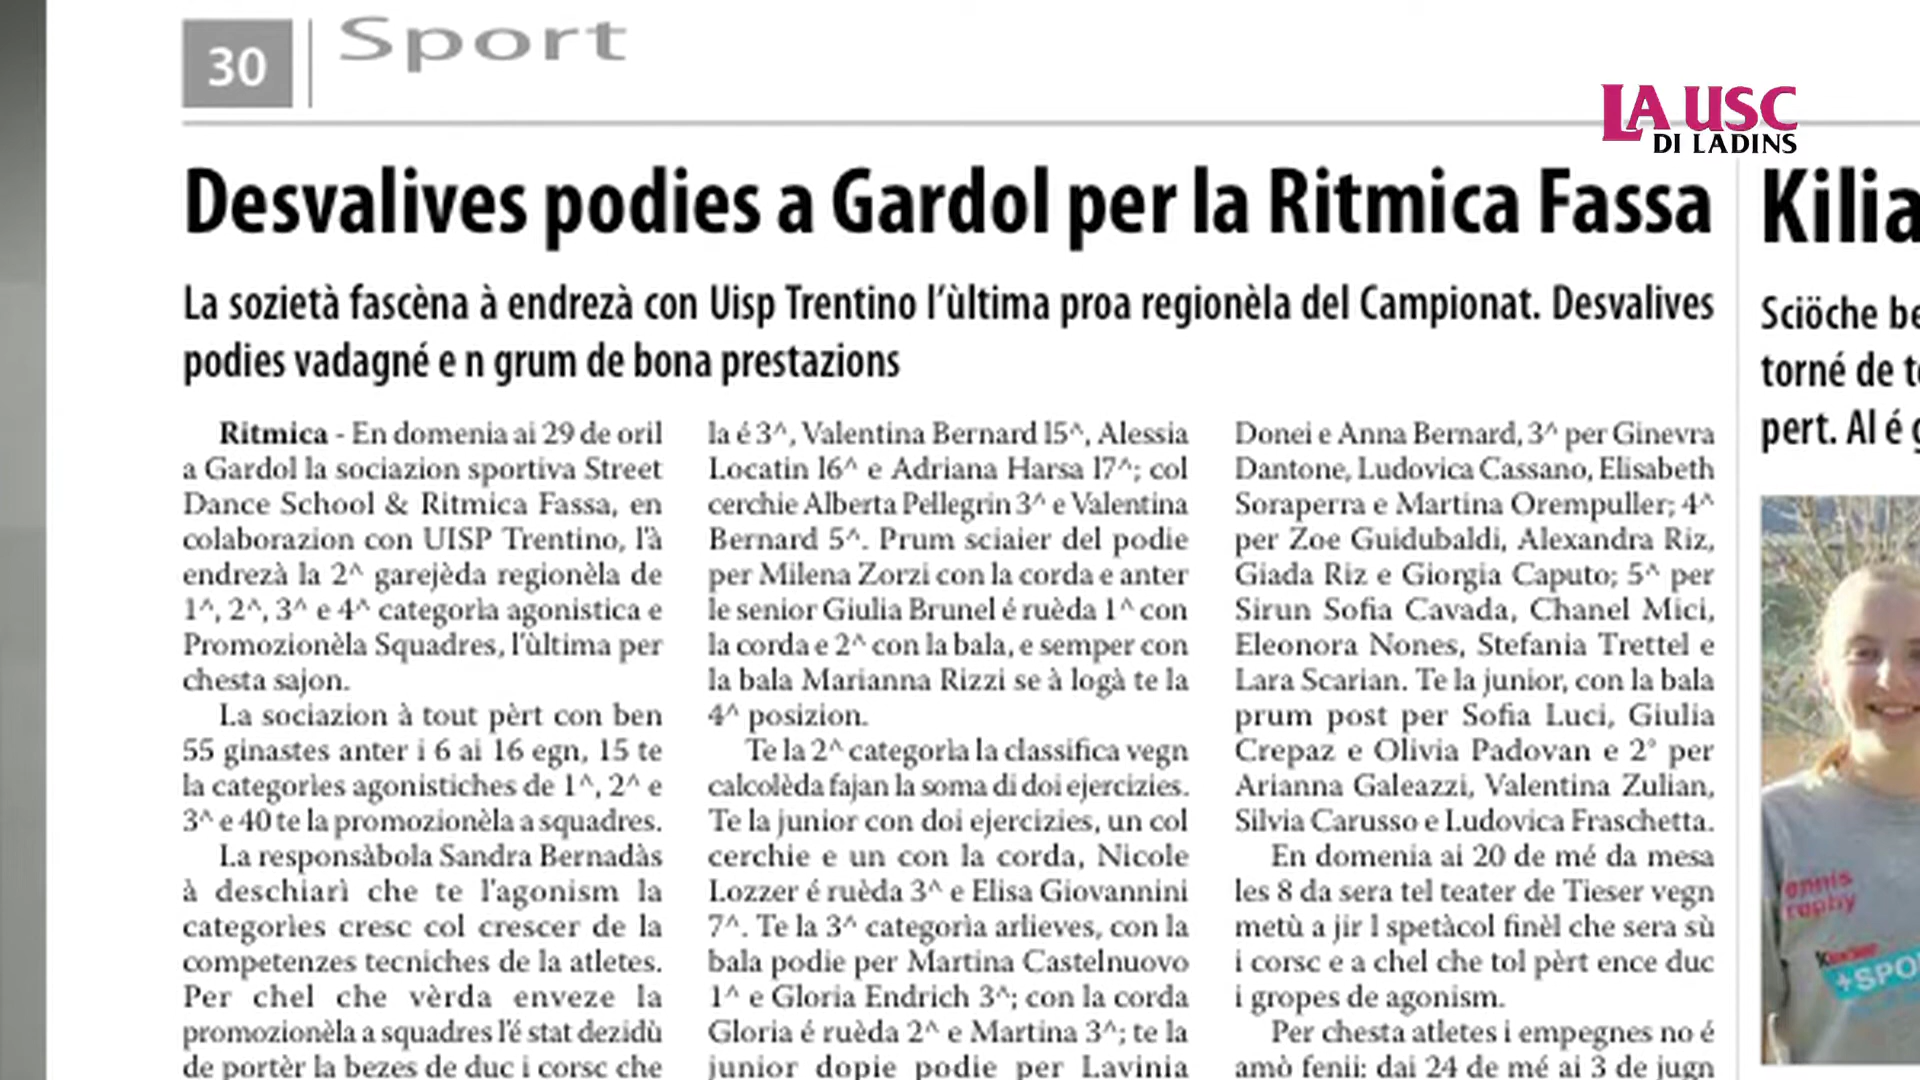 30
Sport
LA USC
DI LADINS
Desvalives podies a Gardol per la Ritmica Fassa
La sozietà fascèna à endrezà con Uisp Trentino l'ùltima proa regionèla del Campionat. Desvalives
podies vadagné e n grum de bona prestazions
Ritmica - En domenia ai 29 de oril
a Gardol la sociazion sportiva Street
Dance School & Ritmica Fassa, en
colaborazion con UISP Trentino, l'à
endrezà la 2^ garejèda regionèla de
1^, 2^, 3^ e 4^ categorìa agonistica e
Promozionèla Squadres, l'ùltima per
chesta sajon.
La sociazion à tout pèrt con ben
55 ginastes anter i 6 ai 16 egn, 15 te
la categorìes agonistiches de 1^, 2^ e
3^ e 40 te la promozionèla a squadres.
La responsàbola Sandra Bernadàs
à deschiarì che te l'agonism la
categorìes cresc col crescer de la
competenzes tecniches de la atletes.
Per chel che vèrda enveze la
promozionèla a squadres l'é stat dezidù
de portèr la bezes de duc i corsc che
la é 3^, Valentina Bernard 15^, Alessia
Locatin 16^ e Adriana Harsa 17^; col
cerchie Alberta Pellegrin 3^ e Valentina
Bernard 5^. Prum sciaier del podie
per Milena Zorzi con la corda e anter
le senior Giulia Brunel é ruèda 1^ con
la corda e 2^ con la bala, e semper con
la bala Marianna Rizzi se à logà te la
4^ posizion.
Te la 2^ categorìa la classifica vegn
calcolèda fajan la soma di doi ejercizies.
Te la junior con doi ejercizies, un col
cerchie e un con la corda, Nicole
Lozzer é ruèda 3^ e Elisa Giovannini
7^. Te la 3^ categorìa arlieves, con la
bala podie per Martina Castelnuovo
1^ e Gloria Endrich 3^; con la corda
Gloria é ruèda 2^ e Martina 3^; te la
junior dopie podie per Lavinia
Donei e Anna Bernard, 3^ per Ginevra
Dantone, Ludovica Cassano, Elisabeth
Soraperra e Martina Orempuller; 4^
per Zoe Guidubaldi, Alexandra Riz,
Giada Riz e Giorgia Caputo; 5^ per
Sirun Sofia Cavada, Chanel Mici,
Eleonora Nones, Stefania Trettel e
Lara Scarian. Te la junior, con la bala
prum post per Sofia Luci, Giulia
Crepaz e Olivia Padovan e 2° per
Arianna Galeazzi, Valentina Zulian,
Silvia Carusso e Ludovica Fraschetta.
En domenia ai 20 de mé da mesa
les 8 da sera tel teater de Tieser vegn
metù a jir l spetàcol finèl che sera sù
i corsc e a chel che tol pèrt ence duc
i gropes de agonism.
Per chesta atletes i empegnes no é
amò fenii: dai 24 de mé ai 3 de jugn
Kilia
Sciöche be
torné de te
pert. Al é g
ennis
rophy
+SPO